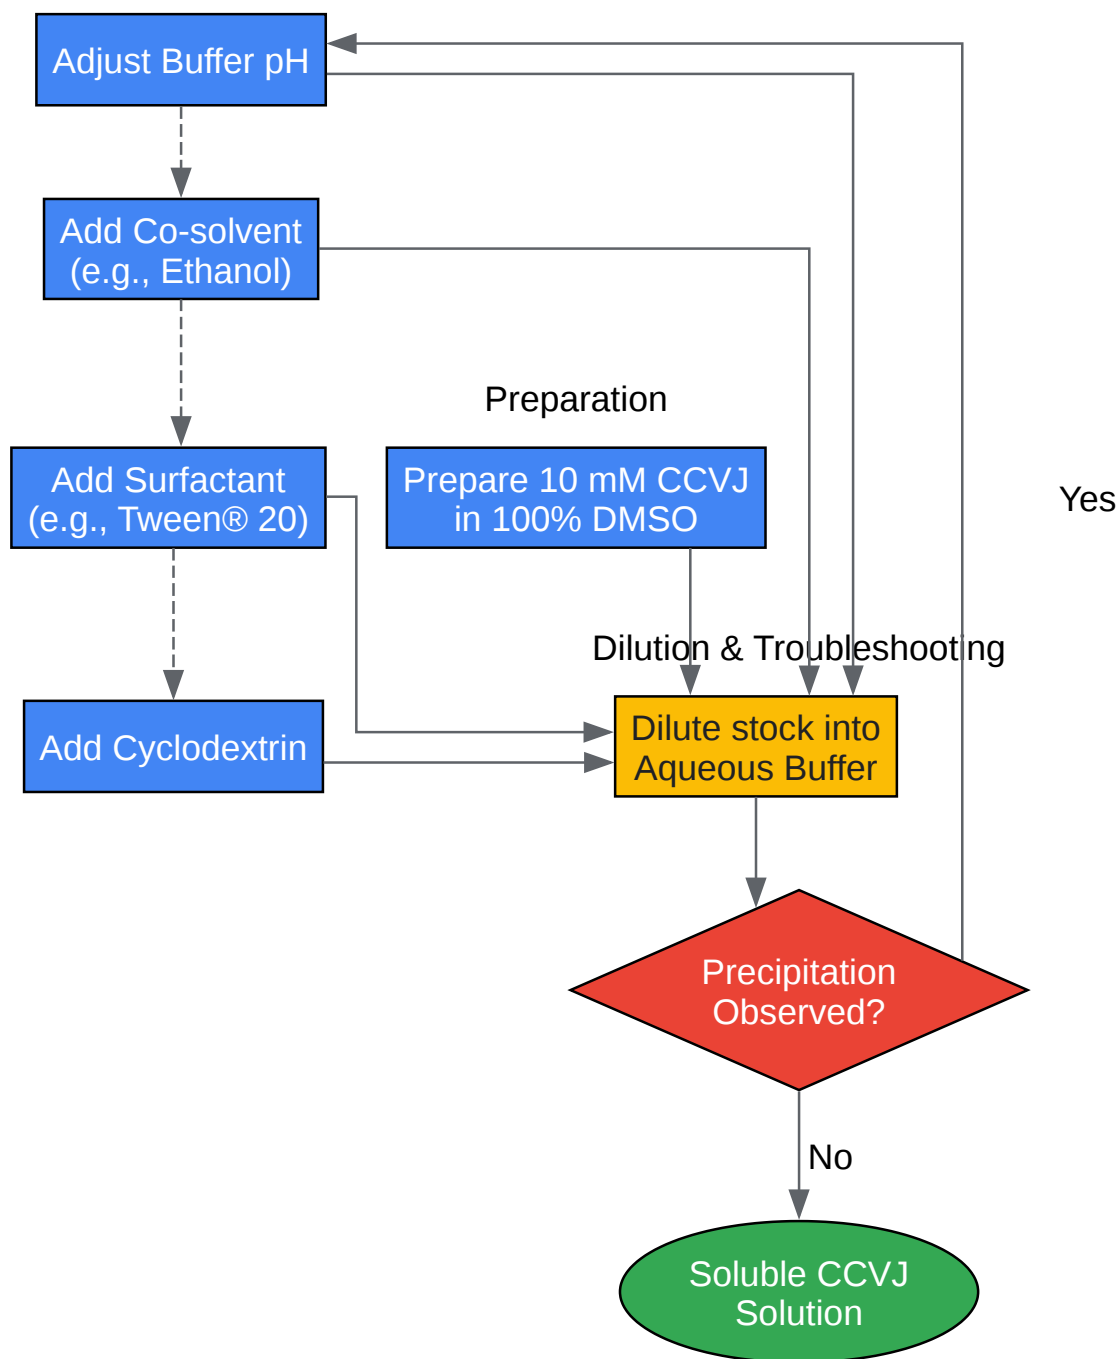 Adjust Buffer pH
Add Co-solvent
(e.g., Ethanol)
Preparation
Add Surfactant
(e.g., Tween® 20)
Prepare 10 mM CCVJ
in 100% DMSO
Yes
Dilution & Troubleshooting
Add Cyclodextrin
Dilute stock into
Aqueous Buffer
Precipitation
Observed?
No
Soluble CCVJ
Solution